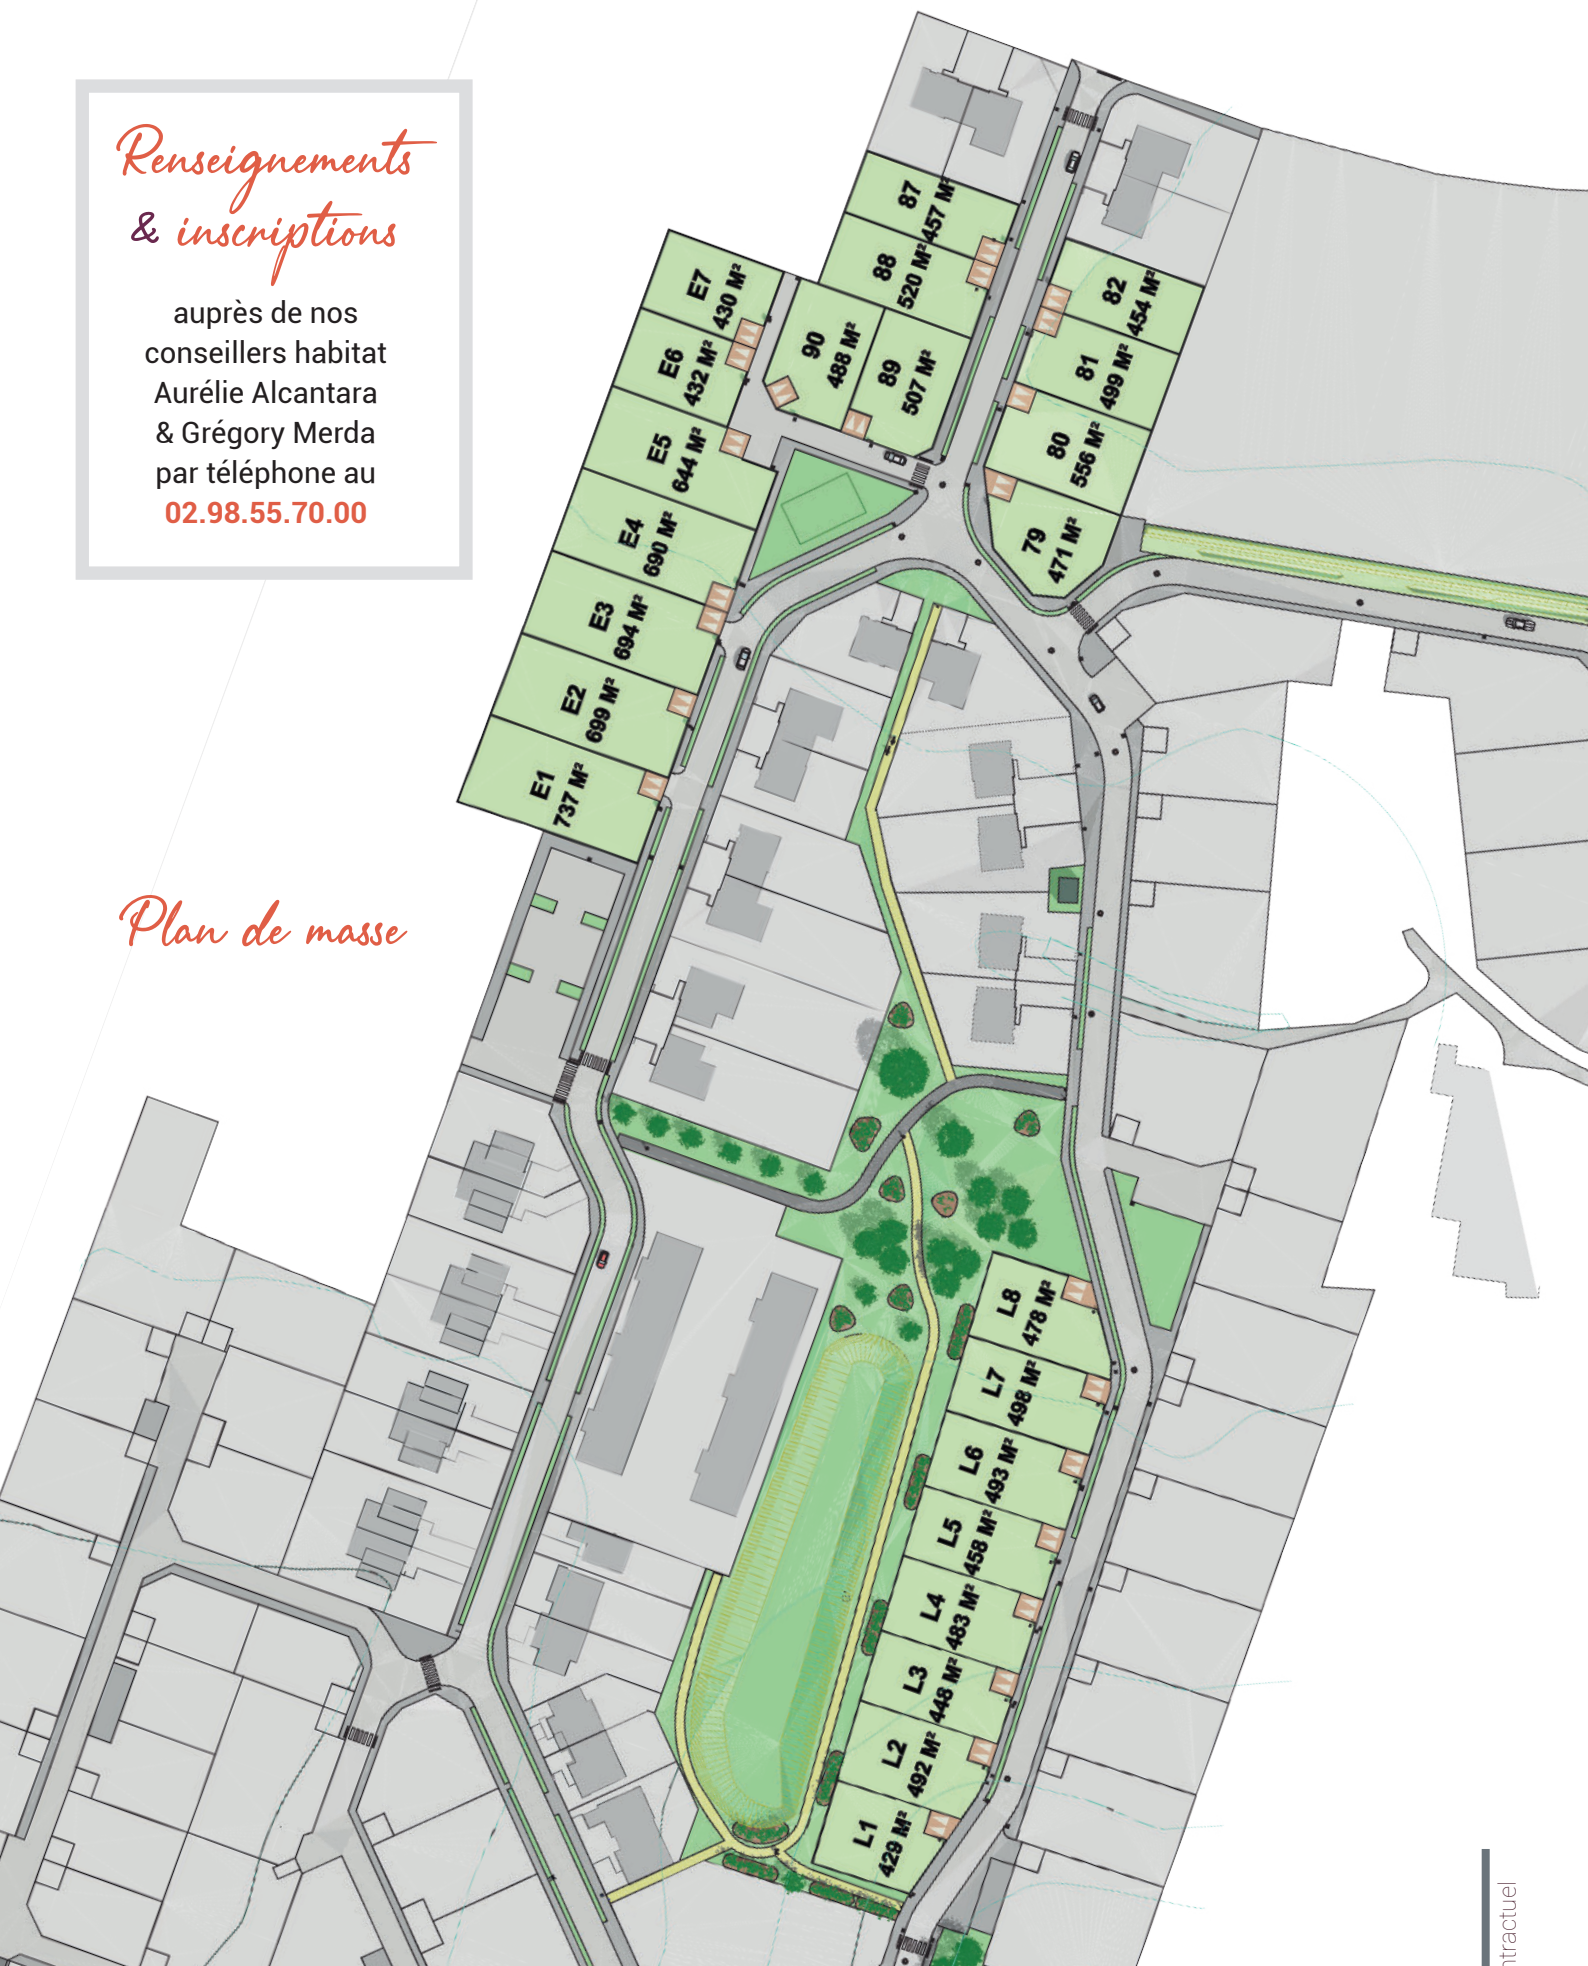 Renseignements
& inscriptions
auprès de nos
conseillers habitat
Aurélie Alcantara
& Grégory Merda
par téléphone au
02.98.55.70.00
Plan de masse
87
457 M²
88
520 M²
E7
430 M²
E6
432 M²
90
488 M²
89
507 M²
82
454 M²
81
499 M²
80
556 M²
79
471 M²
E5
644 M²
E4
690 M²
E3
694 M²
E2
699 M²
E1
737 M²
L8
478 M²
L7
498 M²
L6
493 M²
L5
458 M²
L4
483 M²
L3
448 M²
L2
492 M²
L1
429 M²